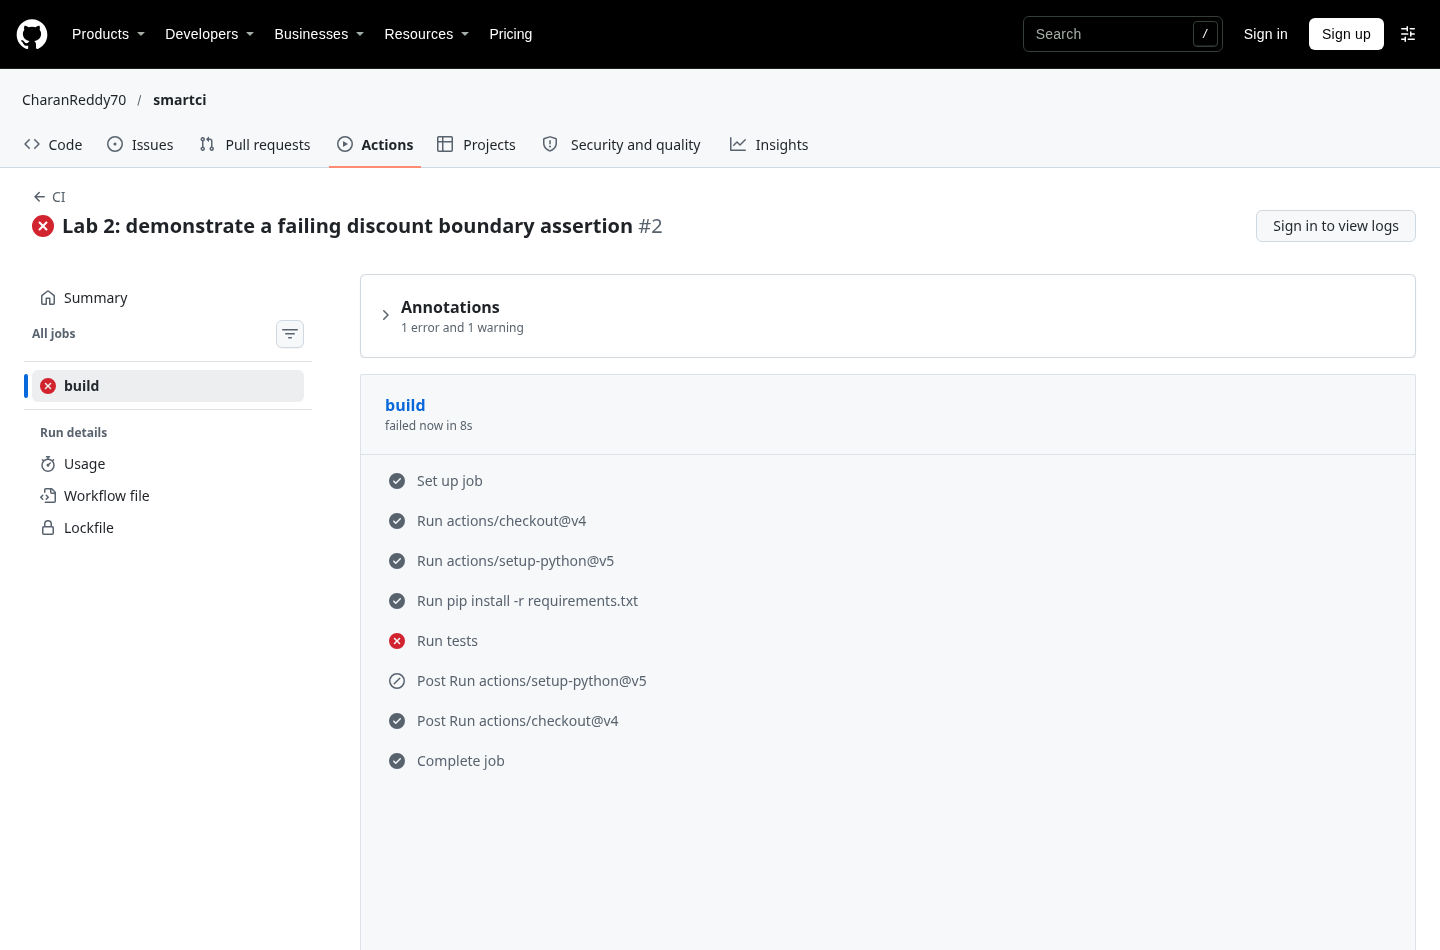 Products Developers Businesses Resources Pricing Search / Sign in Sign up
CharanReddy70 / smartci
Code Issues Pull requests Actions Projects Security and quality Insights
CI
Lab 2: demonstrate a failing discount boundary assertion #2
Sign in to view logs
Summary
All jobs
build
Run details
Usage
Workflow file
Lockfile
Annotations
1 error and 1 warning
build
failed now in 8s
Set up job
Run actions/checkout@v4
Run actions/setup-python@v5
Run pip install -r requirements.txt
Run tests
Post Run actions/setup-python@v5
Post Run actions/checkout@v4
Complete job